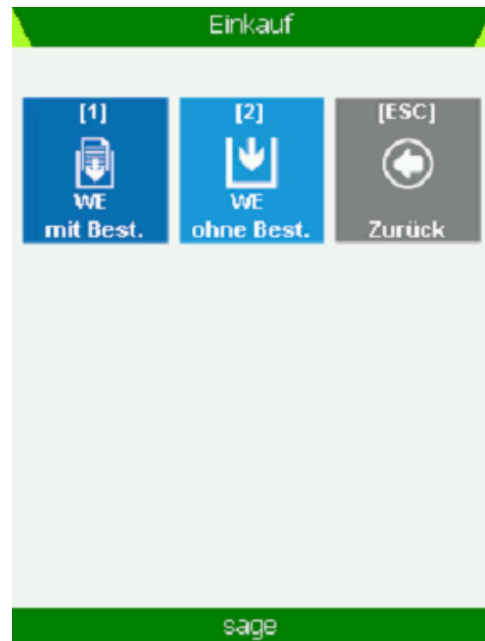 Einkauf
[1] [2] [ESC]
WE WE
mit Best. ohne Best. Zurück
sage